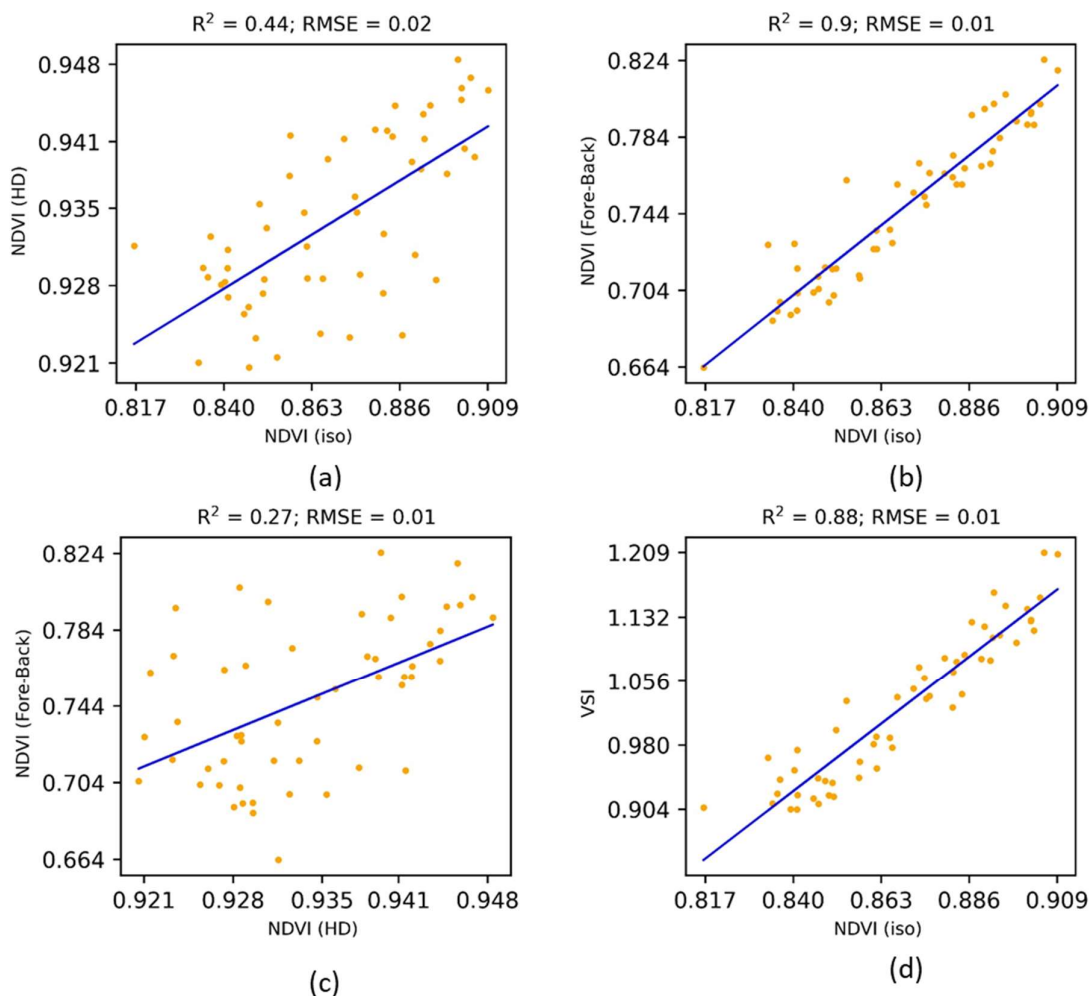 R² = 0.44; RMSE = 0.02
NDVI (HD)
0.948
0.941
0.935
0.928
0.921
0.817 0.840 0.863 0.886 0.909
NDVI (iso)
(a)
R² = 0.9; RMSE = 0.01
NDVI (Fore-Back)
0.824
0.784
0.744
0.704
0.664
0.817 0.840 0.863 0.886 0.909
NDVI (iso)
(b)
R² = 0.27; RMSE = 0.01
NDVI (Fore-Back)
0.824
0.784
0.744
0.704
0.664
0.921 0.928 0.935 0.941 0.948
NDVI (HD)
(c)
R² = 0.88; RMSE = 0.01
VSI
1.209
1.132
1.056
0.980
0.904
0.817 0.840 0.863 0.886 0.909
NDVI (iso)
(d)